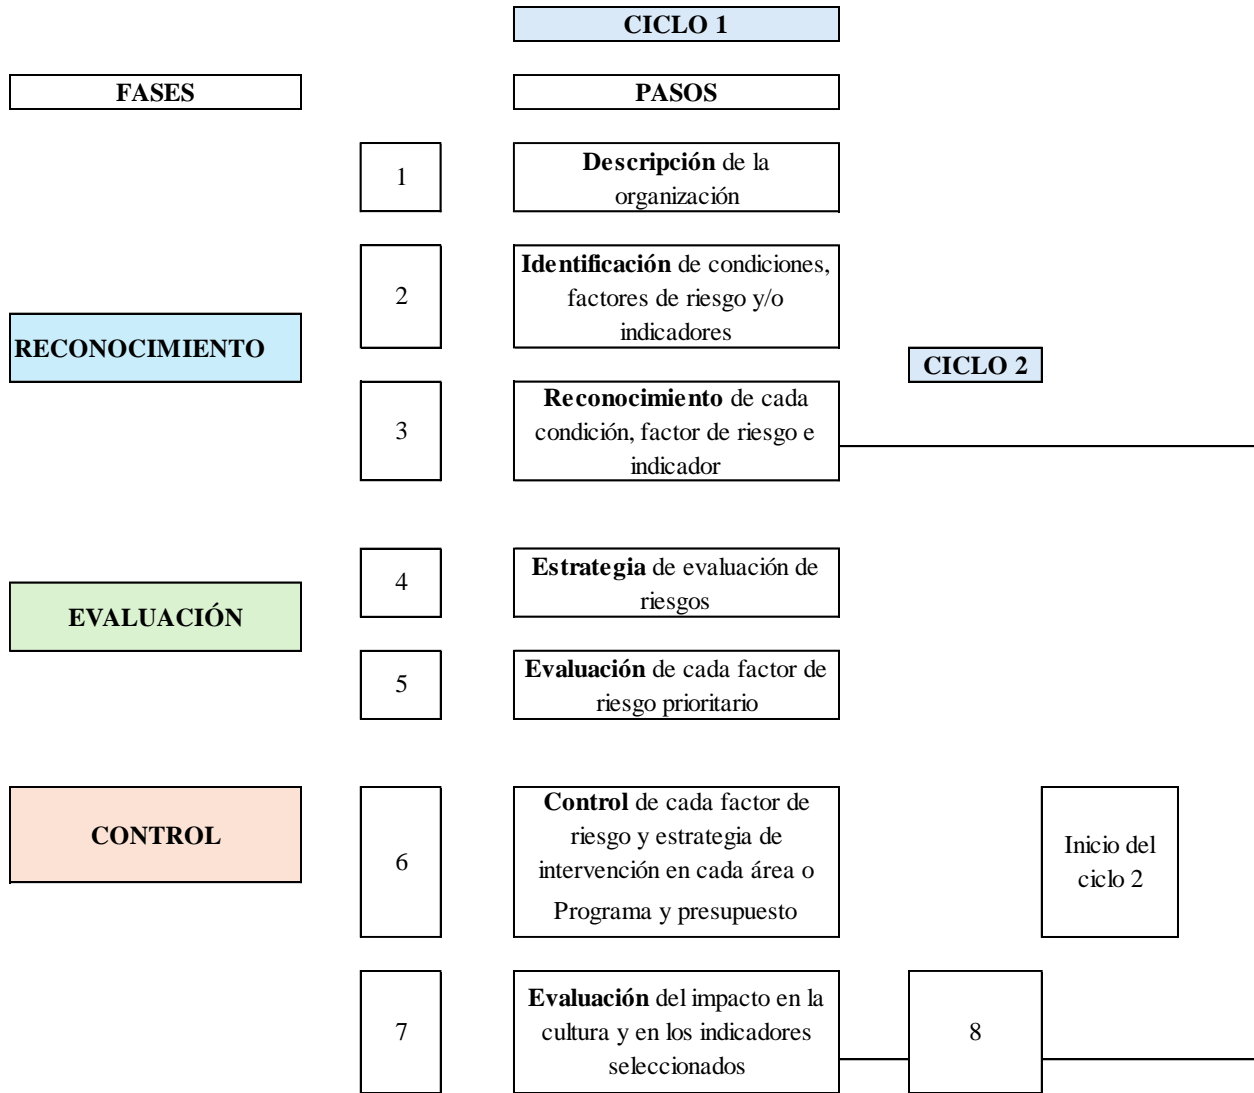 CICLO 1
FASES
PASOS
1
Descripción de la
organización
2
Identificación de condiciones,
factores de riesgo y/o
indicadores
RECONOCIMIENTO
CICLO 2
3
Reconocimiento de cada
condición, factor de riesgo e
indicador
4
Estrategia de evaluación de
riesgos
EVALUACIÓN
5
Evaluación de cada factor de
riesgo prioritario
CONTROL
6
Control de cada factor de
riesgo y estrategia de
intervención en cada área o
Programa y presupuesto
Inicio del
ciclo 2
7
Evaluación del impacto en la
cultura y en los indicadores
seleccionados
8